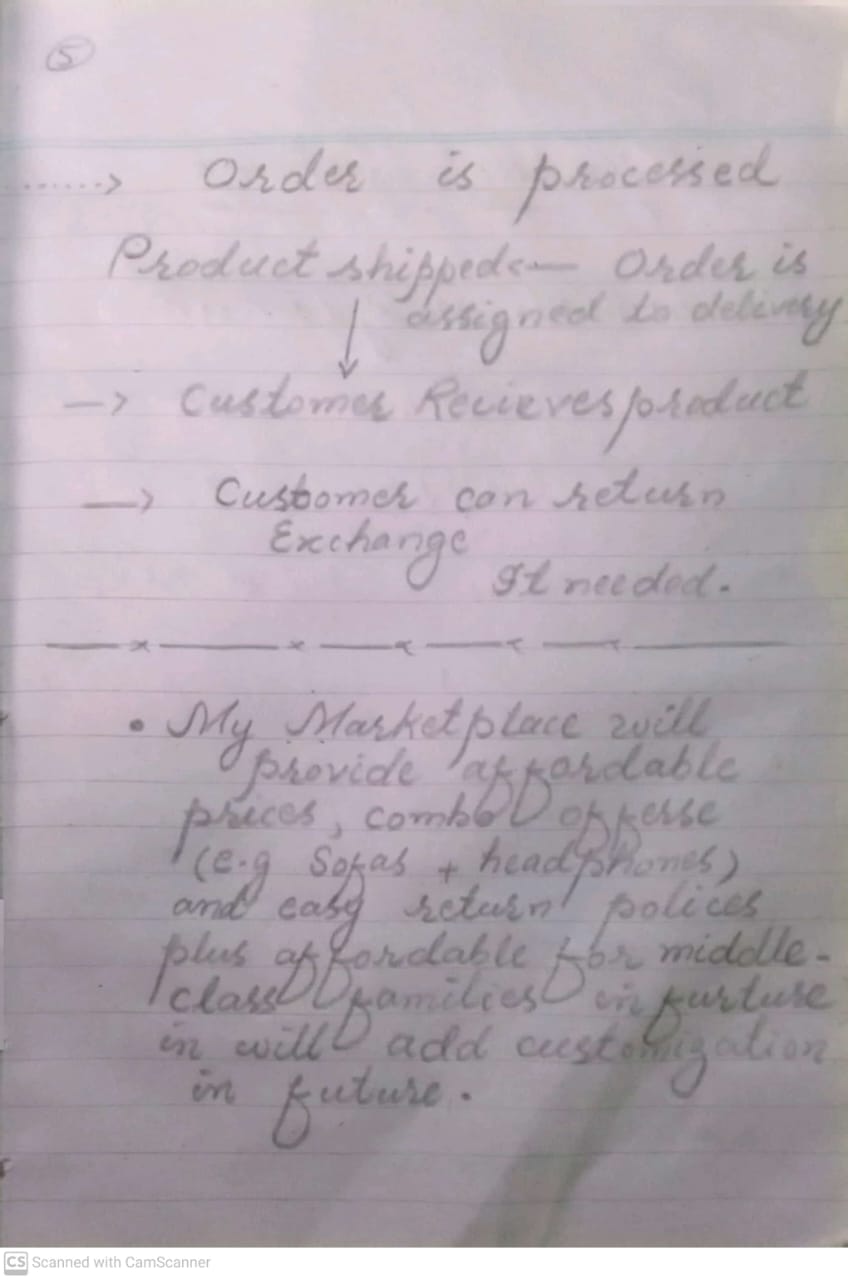 5
......> Order is processed
Product shipped <— Order is
assigned to delivery
—> Customer Recieves product
—> Customer can return
Exchange
It needed.
• My Marketplace will
provide affordable
prices, combo offerse
(e.g Sofas + headphones)
and easy return polices
plus affordable for middle-
class families in furture
in will add customization
in future.
CS Scanned with CamScanner